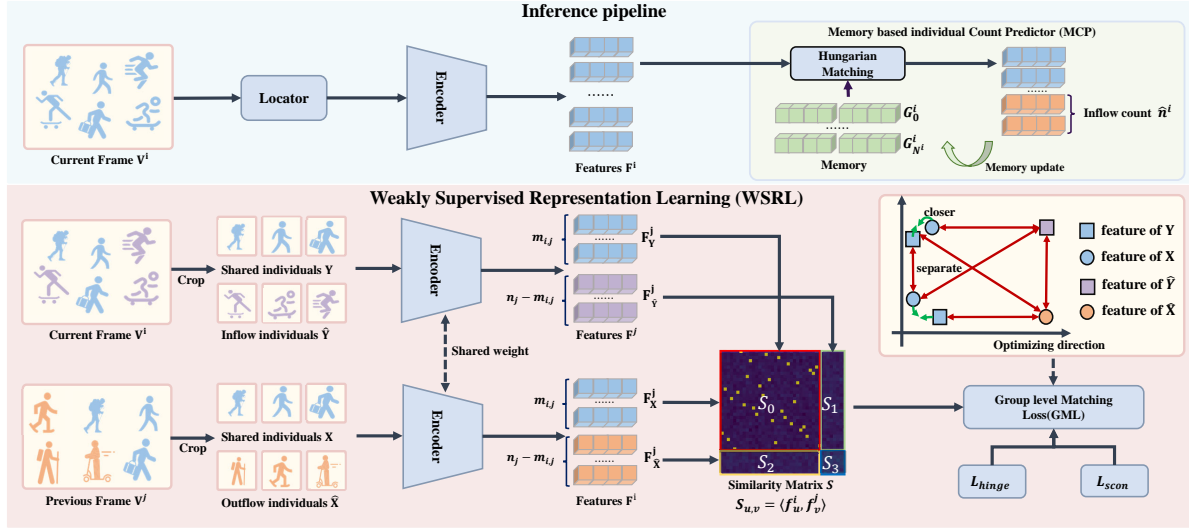 Inference pipeline
Memory based individual Count Predictor (MCP)
Locator
Encoder
......
Hungarian
Matching
......
G_0^i
......
G_{N^i}^i
Inflow count n̂^i
Current Frame V^i
Features F^i
Memory
Memory update
Weakly Supervised Representation Learning (WSRL)
Crop
Shared individuals Y
Inflow individuals Ŷ
Current Frame V^i
Encoder
m_{i,j}
......
F_Y^j
n_j − m_{i,j}
......
F_Ŷ^j
Features F^j
Shared weight
closer
separate
feature of Y
feature of X
feature of Ŷ
feature of X̂
Optimizing direction
Crop
Shared individuals X
Outflow individuals X̂
Previous Frame V^j
Encoder
m_{i,j}
......
F_X^j
n_j − m_{i,j}
......
F_X̂^j
Features F^i
S_0
S_1
S_2
S_3
Similarity Matrix S
S_{u,v} = ⟨f_u^i, f_v^j⟩
Group level Matching
Loss(GML)
L_hinge
L_scon